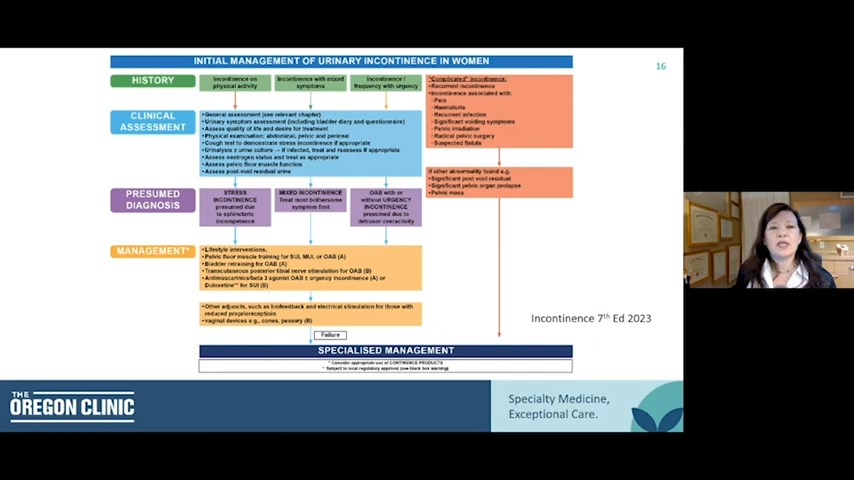 INITIAL MANAGEMENT OF URINARY INCONTINENCE IN WOMEN
16
HISTORY
Incontinence on
physical activity
Incontinence with mixed
symptoms
Incontinence /
frequency with urgency
"Complicated" incontinence:
• Recurrent incontinence
• Incontinence associated with:
- Pain
- Haematuria
- Recurrent infection
- Significant voiding symptoms
- Pelvic irradiation
- Radical pelvic surgery
- Suspected fistula
CLINICAL
ASSESSMENT
• General assessment (see relevant chapter)
• Urinary symptom assessment (including bladder diary and questionnaire)
• Assess quality of life and desire for treatment
• Physical examination: abdominal, pelvic and perineal
• Cough test to demonstrate stress incontinence if appropriate
• Urinalysis ± urine culture → if infected, treat and reassess if appropriate
• Assess oestrogen status and treat as appropriate
• Assess pelvic floor muscle function
• Assess post-void residual urine
If other abnormality found e.g.
• Significant post void residual
• Significant pelvic organ prolapse
• Pelvic mass
PRESUMED
DIAGNOSIS
STRESS
INCONTINENCE
presumed due
to sphincteric
incompetence
MIXED INCONTINENCE
Treat most bothersome
symptom first
OAB with or
without URGENCY
INCONTINENCE
presumed due to
detrusor overactivity
MANAGEMENT*
• Lifestyle interventions.
• Pelvic floor muscle training for SUI, MUI, or OAB (A)
• Bladder retraining for OAB (A)
• Transcutaneous posterior tibial nerve stimulation for OAB (B)
• Antimuscarinics/beta 3 agonist OAB ± urgency incontinence (A) or
Duloxetine** for SUI (B)
• Other adjuncts, such as biofeedback and electrical stimulation for those with
reduced proprioception
• vaginal devices e.g., cones, pessary (B)
Failure
Incontinence 7th Ed 2023
SPECIALISED MANAGEMENT
* Consider appropriate use of CONTINENCE PRODUCTS
** Subject to local regulatory approval (see black box warning).
THE
OREGON CLINIC
Specialty Medicine,
Exceptional Care.